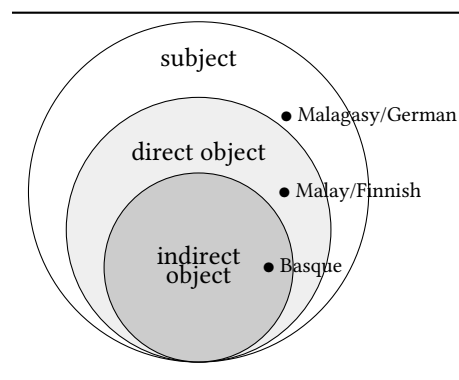 subject
Malagasy/German
direct object
Malay/Finnish
indirect
object
Basque